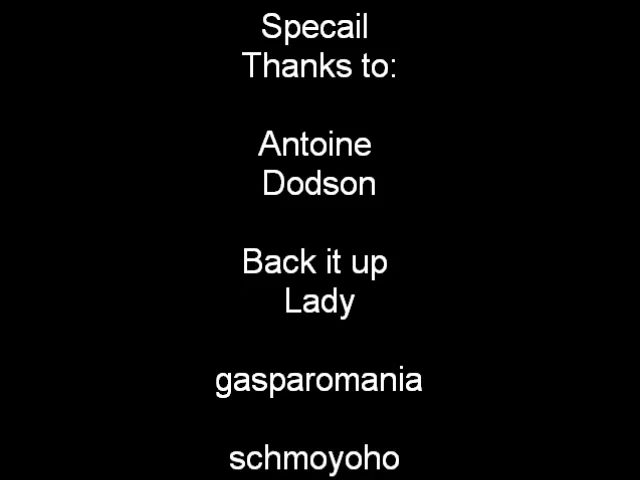 Specail
Thanks to:
Antoine
Dodson
Back it up
Lady
gasparomania
schmoyoho